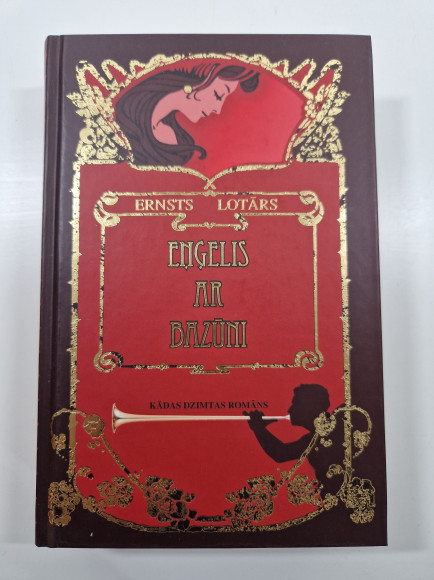 ERNSTS LOTĀRS
EŅĢELIS
AR
BAZŪNI
KĀDAS DZIMTAS ROMĀNS